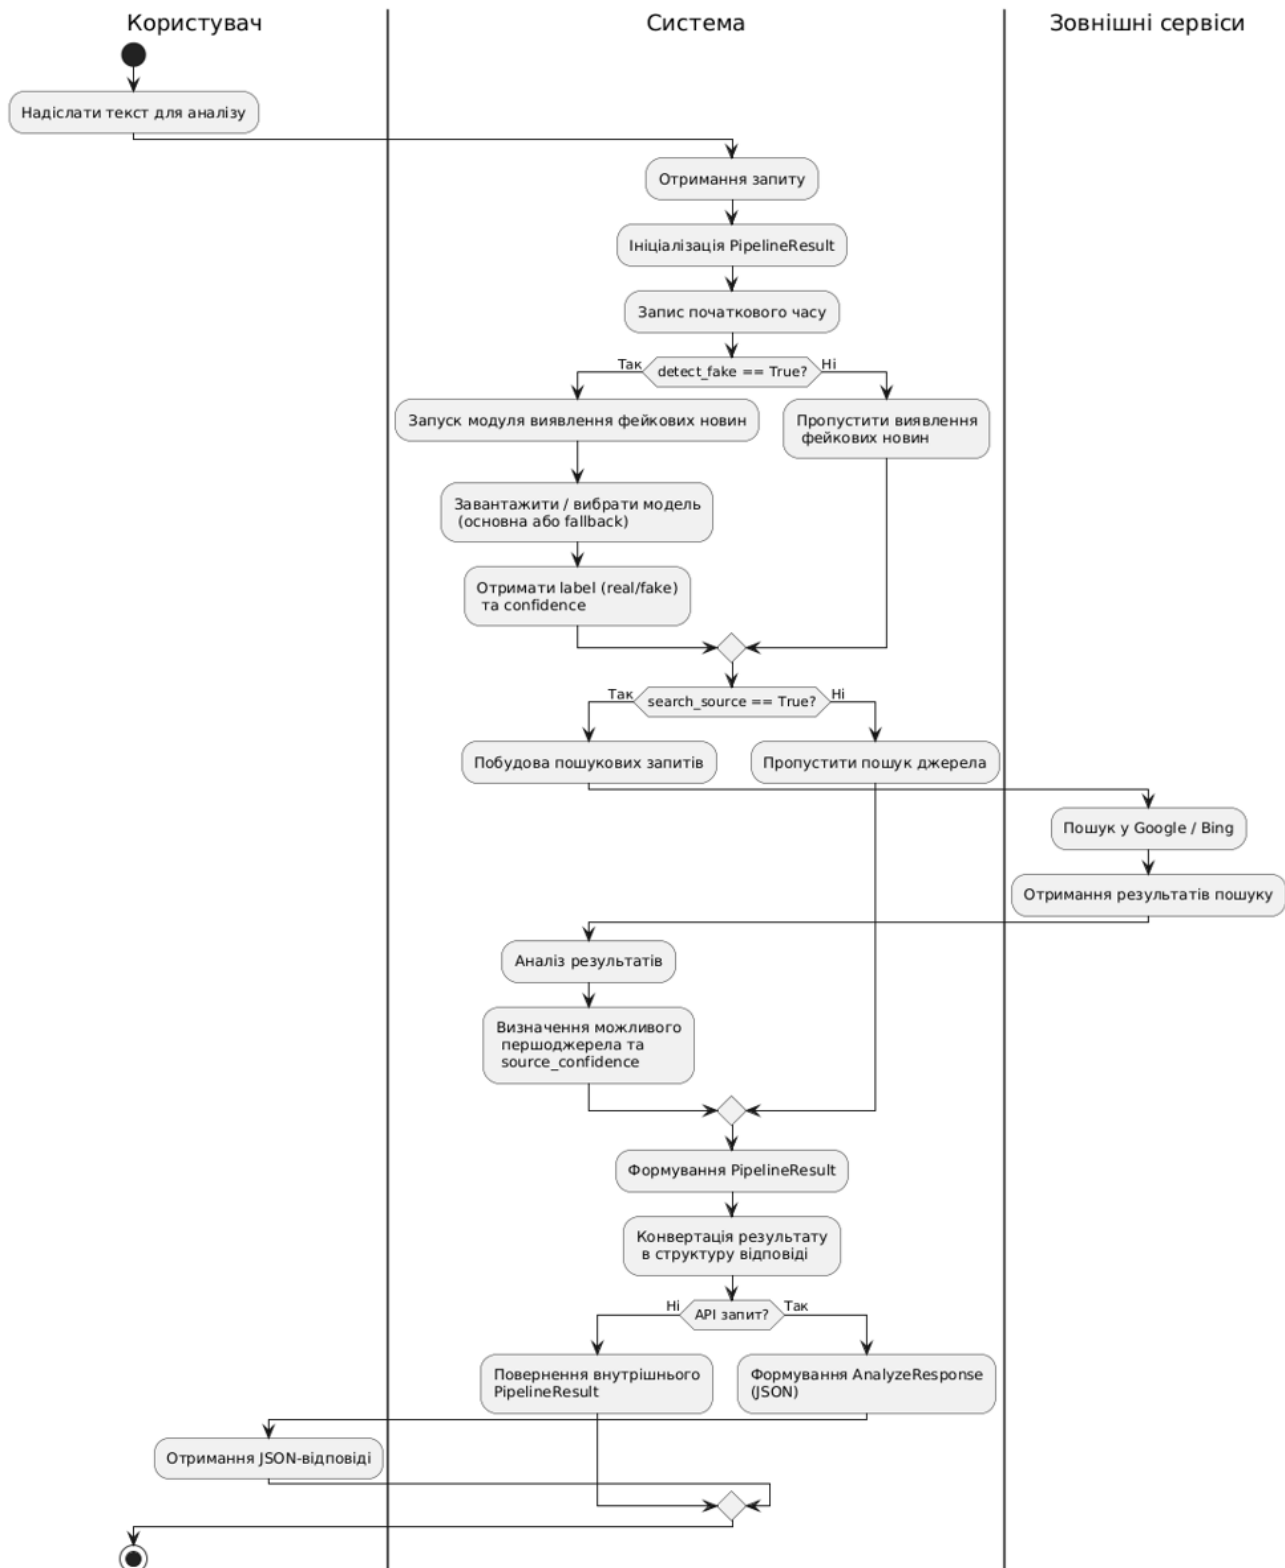 Користувач
Система
Зовнішні сервіси
Надіслати текст для аналізу
Отримання запиту
Ініціалізація PipelineResult
Запис початкового часу
Так
detect_fake == True?
Ні
Запуск модуля виявлення фейкових новин
Пропустити виявлення
фейкових новин
Завантажити / вибрати модель
(основна або fallback)
Отримати label (real/fake)
та confidence
Так
search_source == True?
Ні
Побудова пошукових запитів
Пропустити пошук джерела
Пошук у Google / Bing
Отримання результатів пошуку
Аналіз результатів
Визначення можливого
першоджерела та
source_confidence
Формування PipelineResult
Конвертація результату
в структуру відповіді
Ні
API запит?
Так
Повернення внутрішнього
PipelineResult
Формування AnalyzeResponse
(JSON)
Отримання JSON-відповіді